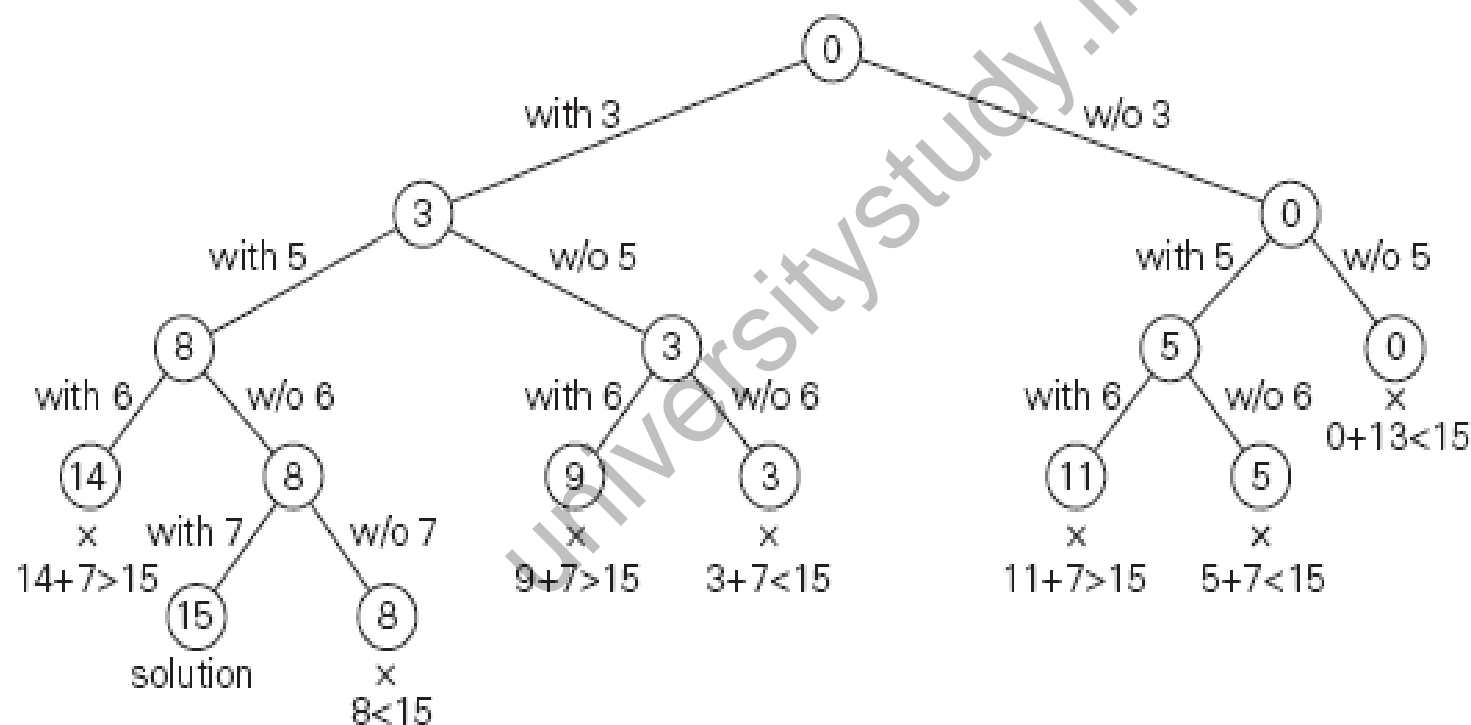 0
with 3 w/o 3
3 0
with 5 w/o 5 with 5 w/o 5
8 3 5 0
with 6 w/o 6 with 6 w/o 6 with 6 w/o 6 x
0+13<15
14 8 9 3 11 5
x with 7 w/o 7 x x x x
14+7>15 9+7>15 3+7<15 11+7>15 5+7<15
15 8
solution x
8<15
universitystudy.in